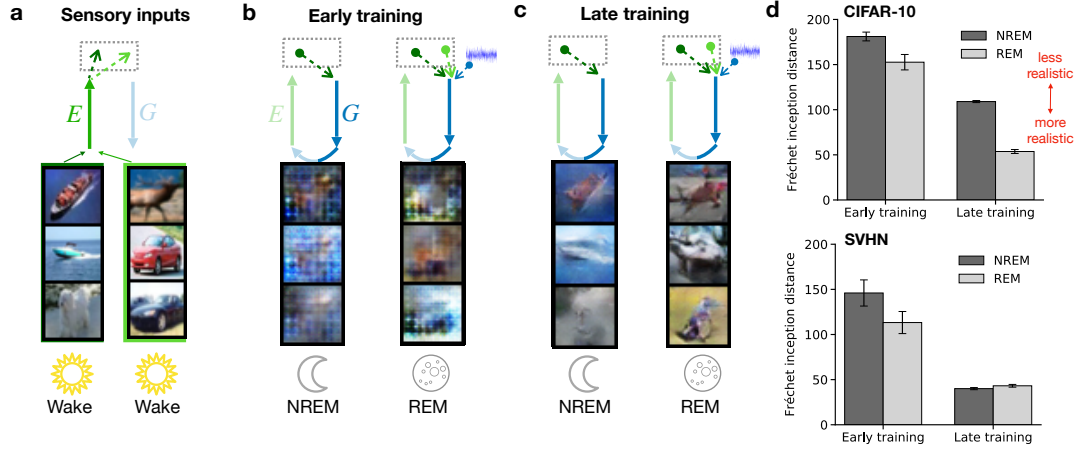 a Sensory inputs
E
G
Wake
Wake
b Early training
E
G
NREM
REM
c Late training
NREM
REM
d CIFAR-10
Fréchet inception distance
200
150
100
50
0
NREM
REM
less
realistic
more
realistic
Early training
Late training
SVHN
Fréchet inception distance
200
150
100
50
0
NREM
REM
Early training
Late training